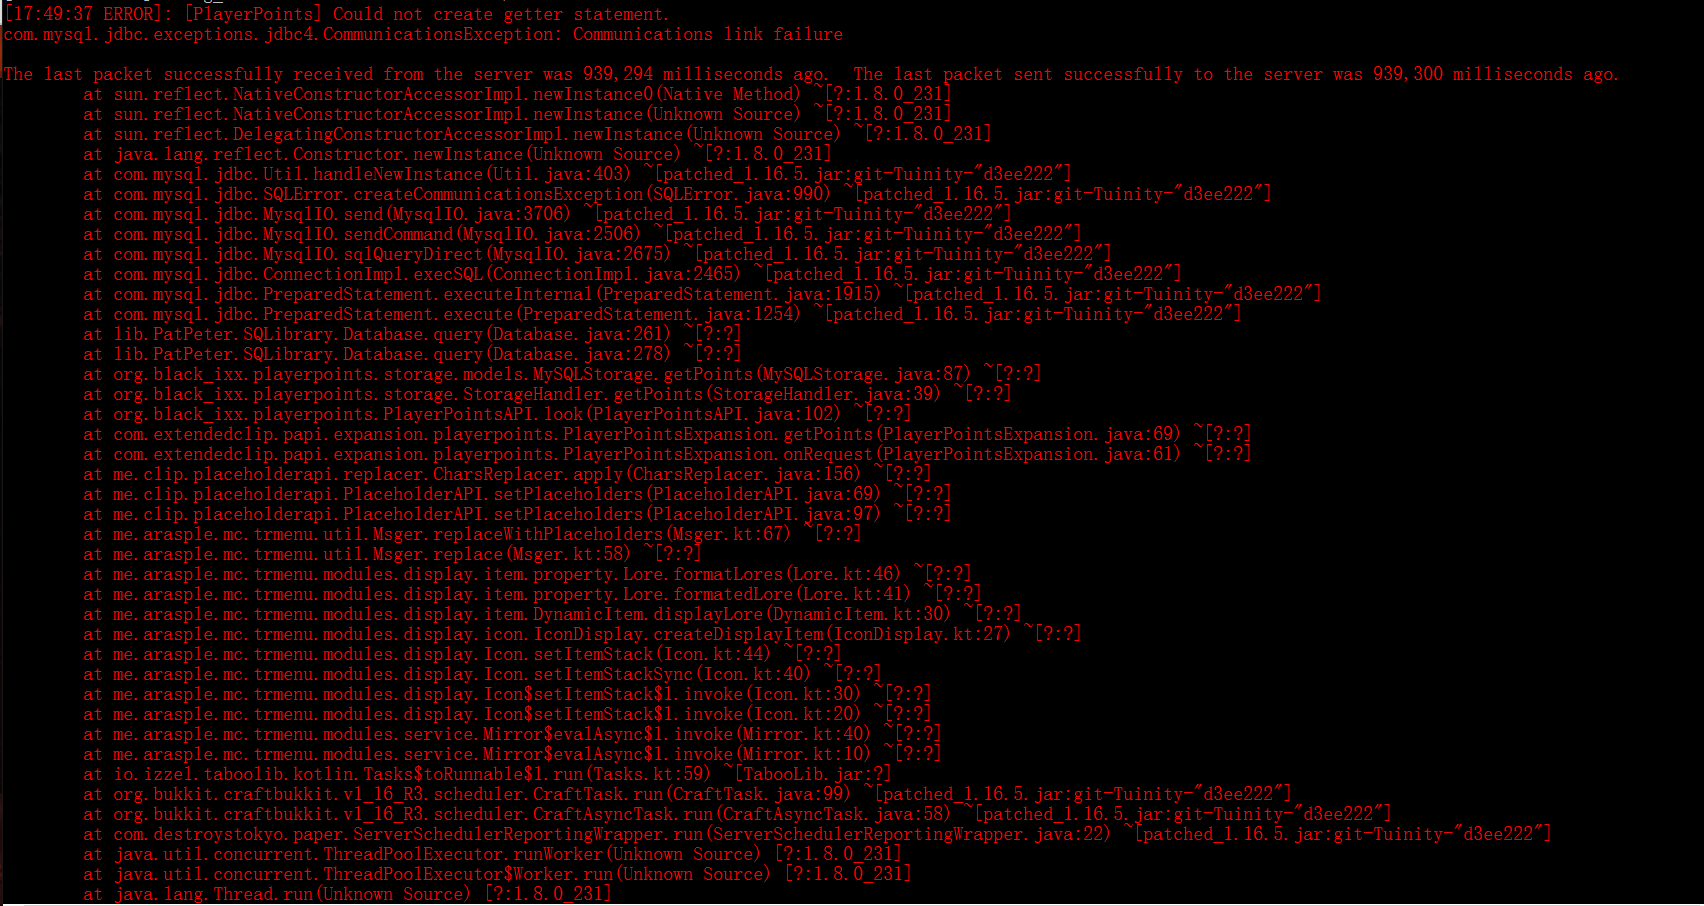 [17:49:37 ERROR]: [PlayerPoints] Could not create getter statement.
com.mysql.jdbc.exceptions.jdbc4.CommunicationsException: Communications link failure
The last packet successfully received from the server was 939,294 milliseconds ago.  The last packet sent successfully to the server was 939,300 milliseconds ago.
at sun.reflect.NativeConstructorAccessorImpl.newInstance0(Native Method) ~[?:1.8.0_231]
at sun.reflect.NativeConstructorAccessorImpl.newInstance(Unknown Source) ~[?:1.8.0_231]
at sun.reflect.DelegatingConstructorAccessorImpl.newInstance(Unknown Source) ~[?:1.8.0_231]
at java.lang.reflect.Constructor.newInstance(Unknown Source) ~[?:1.8.0_231]
at com.mysql.jdbc.Util.handleNewInstance(Util.java:403) ~[patched_1.16.5.jar:git-Tuinity-"d3ee222"]
at com.mysql.jdbc.SQLError.createCommunicationsException(SQLError.java:990) ~[patched_1.16.5.jar:git-Tuinity-"d3ee222"]
at com.mysql.jdbc.MysqlIO.send(MysqlIO.java:3706) ~[patched_1.16.5.jar:git-Tuinity-"d3ee222"]
at com.mysql.jdbc.MysqlIO.sendCommand(MysqlIO.java:2506) ~[patched_1.16.5.jar:git-Tuinity-"d3ee222"]
at com.mysql.jdbc.MysqlIO.sqlQueryDirect(MysqlIO.java:2675) ~[patched_1.16.5.jar:git-Tuinity-"d3ee222"]
at com.mysql.jdbc.ConnectionImpl.execSQL(ConnectionImpl.java:2465) ~[patched_1.16.5.jar:git-Tuinity-"d3ee222"]
at com.mysql.jdbc.PreparedStatement.executeInternal(PreparedStatement.java:1915) ~[patched_1.16.5.jar:git-Tuinity-"d3ee222"]
at com.mysql.jdbc.PreparedStatement.execute(PreparedStatement.java:1254) ~[patched_1.16.5.jar:git-Tuinity-"d3ee222"]
at lib.PatPeter.SQLibrary.Database.query(Database.java:261) ~[?:?]
at lib.PatPeter.SQLibrary.Database.query(Database.java:278) ~[?:?]
at org.black_ixx.playerpoints.storage.models.MySQLStorage.getPoints(MySQLStorage.java:87) ~[?:?]
at org.black_ixx.playerpoints.storage.StorageHandler.getPoints(StorageHandler.java:39) ~[?:?]
at org.black_ixx.playerpoints.PlayerPointsAPI.look(PlayerPointsAPI.java:102) ~[?:?]
at com.extendedclip.papi.expansion.playerpoints.PlayerPointsExpansion.getPoints(PlayerPointsExpansion.java:69) ~[?:?]
at com.extendedclip.papi.expansion.playerpoints.PlayerPointsExpansion.onRequest(PlayerPointsExpansion.java:61) ~[?:?]
at me.clip.placeholderapi.replacer.CharsReplacer.apply(CharsReplacer.java:156) ~[?:?]
at me.clip.placeholderapi.PlaceholderAPI.setPlaceholders(PlaceholderAPI.java:69) ~[?:?]
at me.clip.placeholderapi.PlaceholderAPI.setPlaceholders(PlaceholderAPI.java:97) ~[?:?]
at me.arasple.mc.trmenu.util.Msger.replaceWithPlaceholders(Msger.kt:67) ~[?:?]
at me.arasple.mc.trmenu.util.Msger.replace(Msger.kt:58) ~[?:?]
at me.arasple.mc.trmenu.modules.display.item.property.Lore.formatLores(Lore.kt:46) ~[?:?]
at me.arasple.mc.trmenu.modules.display.item.property.Lore.formatedLore(Lore.kt:41) ~[?:?]
at me.arasple.mc.trmenu.modules.display.item.DynamicItem.displayLore(DynamicItem.kt:30) ~[?:?]
at me.arasple.mc.trmenu.modules.display.icon.IconDisplay.createDisplayItem(IconDisplay.kt:27) ~[?:?]
at me.arasple.mc.trmenu.modules.display.Icon.setItemStack(Icon.kt:44) ~[?:?]
at me.arasple.mc.trmenu.modules.display.Icon.setItemStackSync(Icon.kt:40) ~[?:?]
at me.arasple.mc.trmenu.modules.display.Icon$setItemStack$1.invoke(Icon.kt:30) ~[?:?]
at me.arasple.mc.trmenu.modules.display.Icon$setItemStack$1.invoke(Icon.kt:20) ~[?:?]
at me.arasple.mc.trmenu.modules.service.Mirror$evalAsync$1.invoke(Mirror.kt:40) ~[?:?]
at me.arasple.mc.trmenu.modules.service.Mirror$evalAsync$1.invoke(Mirror.kt:10) ~[?:?]
at io.izzel.taboolib.kotlin.Tasks$toRunnable$1.run(Tasks.kt:59) ~[TabooLib.jar:?]
at org.bukkit.craftbukkit.v1_16_R3.scheduler.CraftTask.run(CraftTask.java:99) ~[patched_1.16.5.jar:git-Tuinity-"d3ee222"]
at org.bukkit.craftbukkit.v1_16_R3.scheduler.CraftAsyncTask.run(CraftAsyncTask.java:58) ~[patched_1.16.5.jar:git-Tuinity-"d3ee222"]
at com.destroystokyo.paper.ServerSchedulerReportingWrapper.run(ServerSchedulerReportingWrapper.java:22) ~[patched_1.16.5.jar:git-Tuinity-"d3ee222"]
at java.util.concurrent.ThreadPoolExecutor.runWorker(Unknown Source) [?:1.8.0_231]
at java.util.concurrent.ThreadPoolExecutor$Worker.run(Unknown Source) [?:1.8.0_231]
at java.lang.Thread.run(Unknown Source) [?:1.8.0_231]